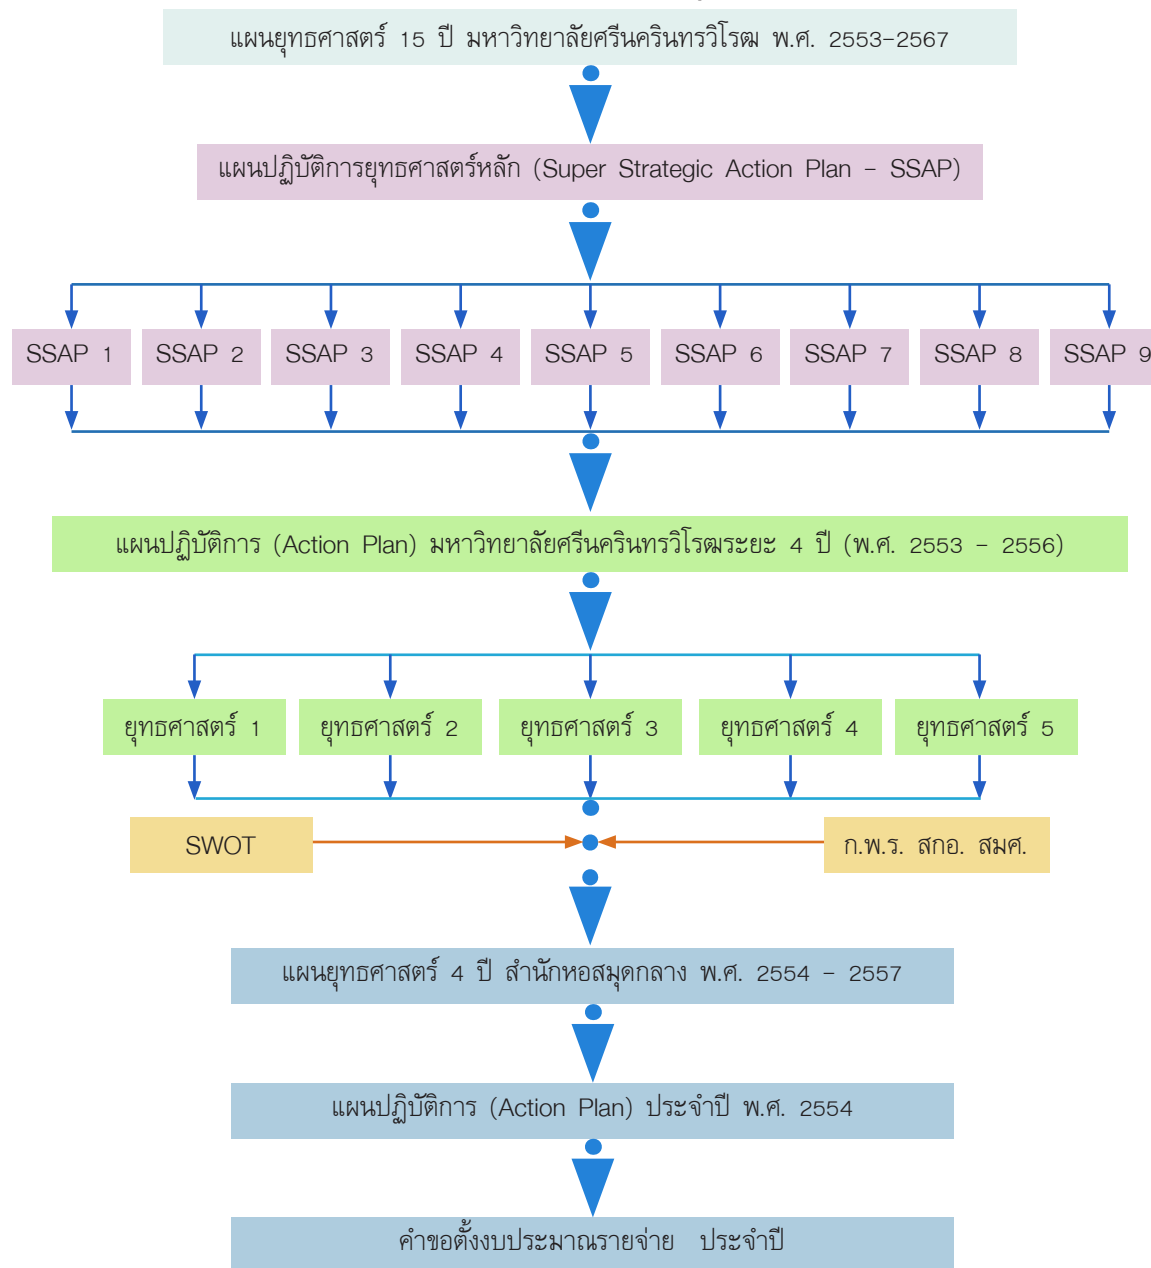 แผนยุทธศาสตร์ 15 ปี มหาวิทยาลัยศรีนครินทรวิโรฒ พ.ศ. 2553-2567
แผนปฏิบัติการยุทธศาสตร์หลัก (Super Strategic Action Plan - SSAP)
SSAP 1 SSAP 2 SSAP 3 SSAP 4 SSAP 5 SSAP 6 SSAP 7 SSAP 8 SSAP 9
แผนปฏิบัติการ (Action Plan) มหาวิทยาลัยศรีนครินทรวิโรฒระยะ 4 ปี (พ.ศ. 2553 - 2556)
ยุทธศาสตร์ 1 ยุทธศาสตร์ 2 ยุทธศาสตร์ 3 ยุทธศาสตร์ 4 ยุทธศาสตร์ 5
SWOT ก.พ.ร. สกอ. สมศ.
แผนยุทธศาสตร์ 4 ปี สำนักหอสมุดกลาง พ.ศ. 2554 - 2557
แผนปฏิบัติการ (Action Plan) ประจำปี พ.ศ. 2554
คำขอตั้งงบประมาณรายจ่าย ประจำปี